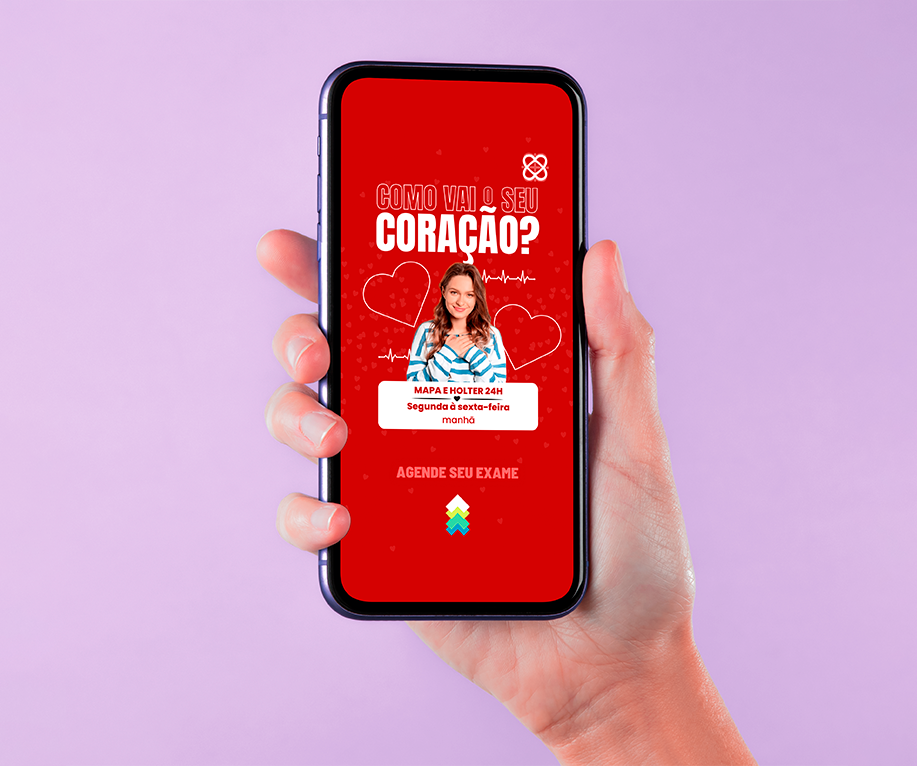 COMO VAI O SEU
CORAÇÃO?
MAPA E HOLTER 24H
Segunda à sexta-feira
manhã
AGENDE SEU EXAME